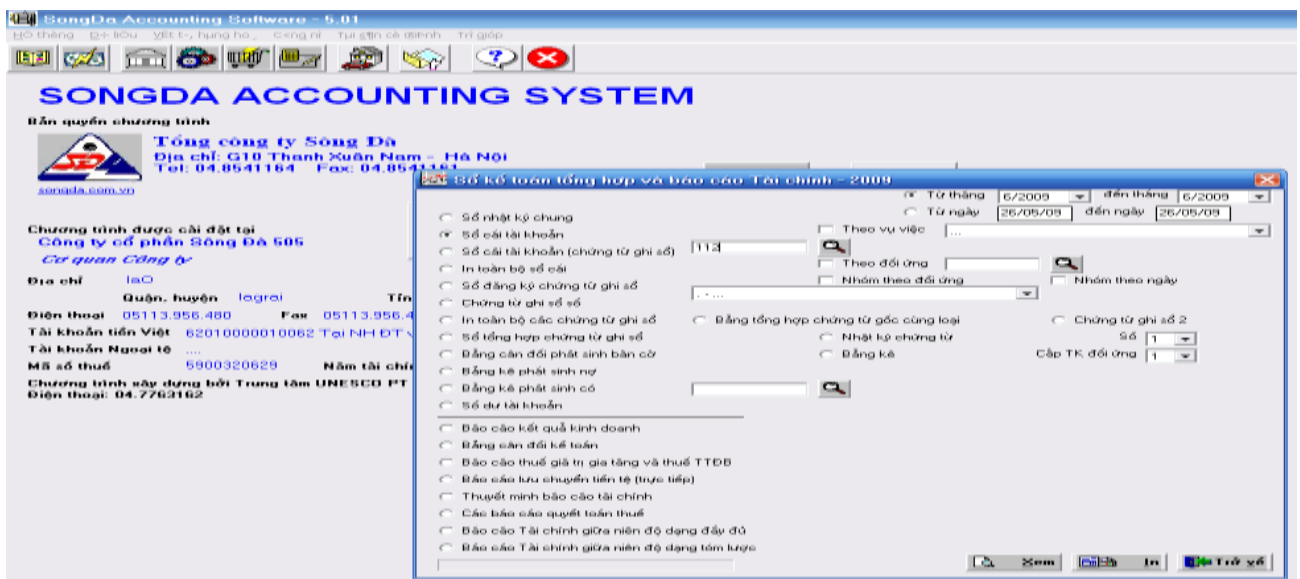 SongDa Accounting Software - 5.01
SONGDA ACCOUNTING SYSTEM
Bản quyền chương trình
Tổng công ty Sông Đà
Địa chỉ: G10 Thanh Xuân Nam - Hà Nội
Tel: 04.8541164 Fax: 04.8541161
songda.com.vn
Chương trình được cài đặt tại
Công ty cổ phần Sông Đà 505
Cơ quan Công ty
Địa chỉ IaO
Quận, huyện Iagrai
Điện thoại 05113.956.480 Fax 05113.956.4
Tài khoản tiền Việt 62010000010062 Tại NH ĐT
Tài khoản Ngoại tệ ....
Mã số thuế 5900320629 Năm tài chín
Chương trình xây dựng bởi Trung tâm UNESCO PT
Điện thoại: 04.7763162
Sổ kế toán tổng hợp và báo cáo Tài chính - 2009
Từ tháng 6/2009 đến tháng 6/2009
Sổ nhật ký chung
Từ ngày 26/05/09 đến ngày 26/05/09
Sổ cái tài khoản
Theo vụ việc ...
Sổ cái tài khoản (chứng từ ghi sổ) 112
In toàn bộ sổ cái
Theo đối ứng
Sổ đăng ký chứng từ ghi sổ
Nhóm theo đối ứng Nhóm theo ngày
Chứng từ ghi sổ số . - ...
In toàn bộ các chứng từ ghi sổ Bảng tổng hợp chứng từ gốc cùng loại Chứng từ ghi sổ 2
Sổ tổng hợp chứng từ ghi sổ Nhật ký chứng từ Số 1
Bảng cân đối phát sinh bàn cờ Bảng kê Cấp TK đối ứng 1
Bảng kê phát sinh nợ
Bảng kê phát sinh có
Số dư tài khoản
Báo cáo kết quả kinh doanh
Bảng cân đối kế toán
Báo cáo thuế giá trị gia tăng và thuế TTĐB
Báo cáo lưu chuyển tiền tệ (trực tiếp)
Thuyết minh báo cáo tài chính
Các báo cáo quyết toán thuế
Báo cáo Tài chính giữa niên độ dạng đầy đủ
Báo cáo Tài chính giữa niên độ dạng tóm lược
Xem In Trở về